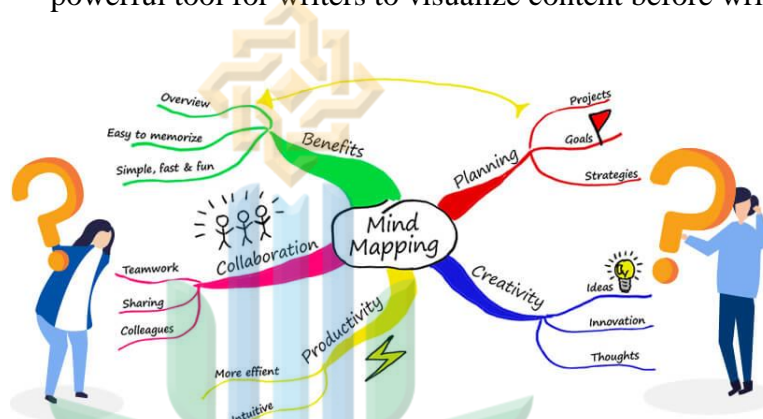 powerful tool for writers to visualize content before wri
Overview
Easy to memorize
Simple, fast & fun
Benefits
Planning
Projects
Goals
Strategies
Mind
Mapping
Collaboration
Teamwork
Sharing
Colleagues
Creativity
Ideas
Innovation
Thoughts
Productivity
More effient
Intuitive